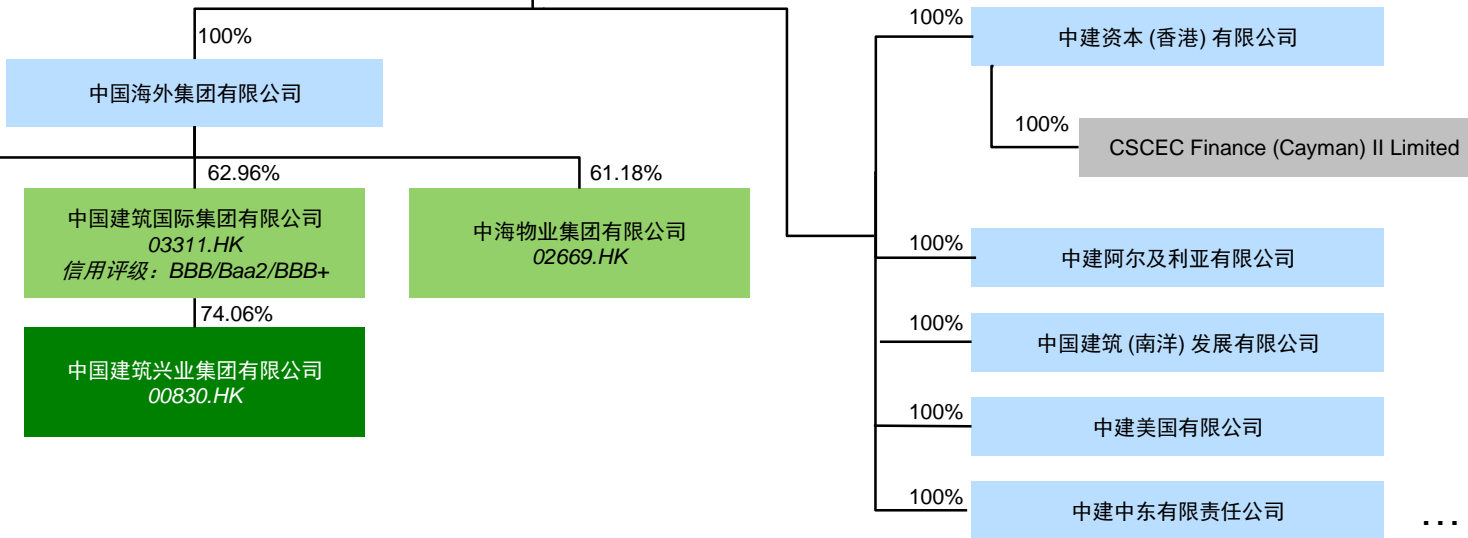 100%
中国海外集团有限公司
62.96%
中国建筑国际集团有限公司
03311.HK
信用评级：BBB/Baa2/BBB+
74.06%
中国建筑兴业集团有限公司
00830.HK
61.18%
中海物业集团有限公司
02669.HK
100%
中建资本 (香港) 有限公司
100%
CSCEC Finance (Cayman) II Limited
100%
中建阿尔及利亚有限公司
100%
中国建筑 (南洋) 发展有限公司
100%
中建美国有限公司
100%
中建中东有限责任公司
...